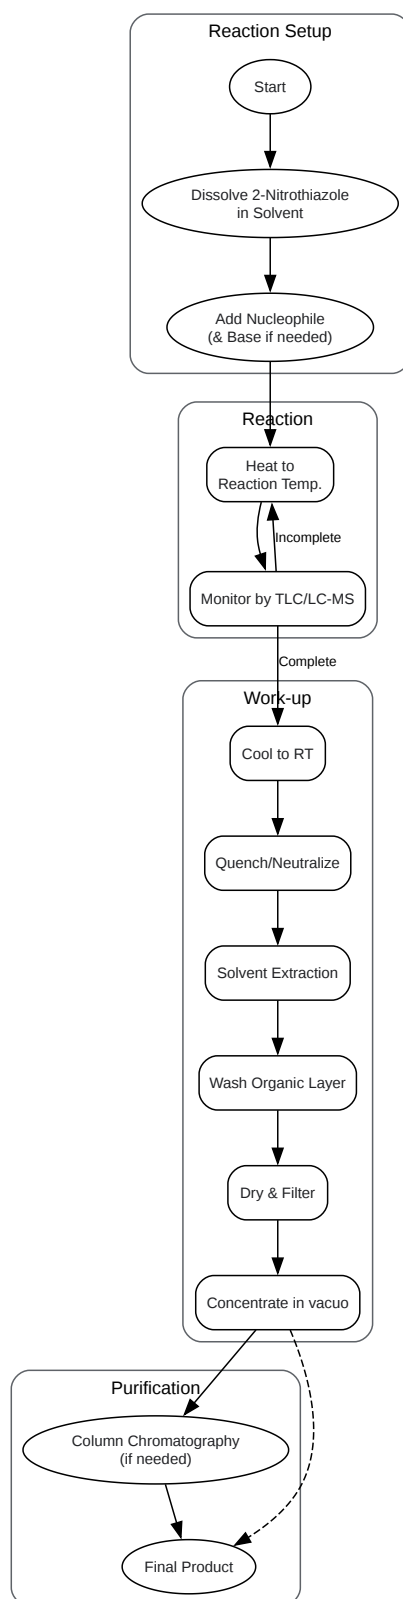 Reaction Setup
Start
Dissolve 2-Nitrothiazole
in Solvent
Add Nucleophile
(& Base if needed)
Reaction
Heat to
Reaction Temp.
Incomplete
Monitor by TLC/LC-MS
Complete
Work-up
Cool to RT
Quench/Neutralize
Solvent Extraction
Wash Organic Layer
Dry & Filter
Concentrate in vacuo
Purification
Column Chromatography
(if needed)
Final Product